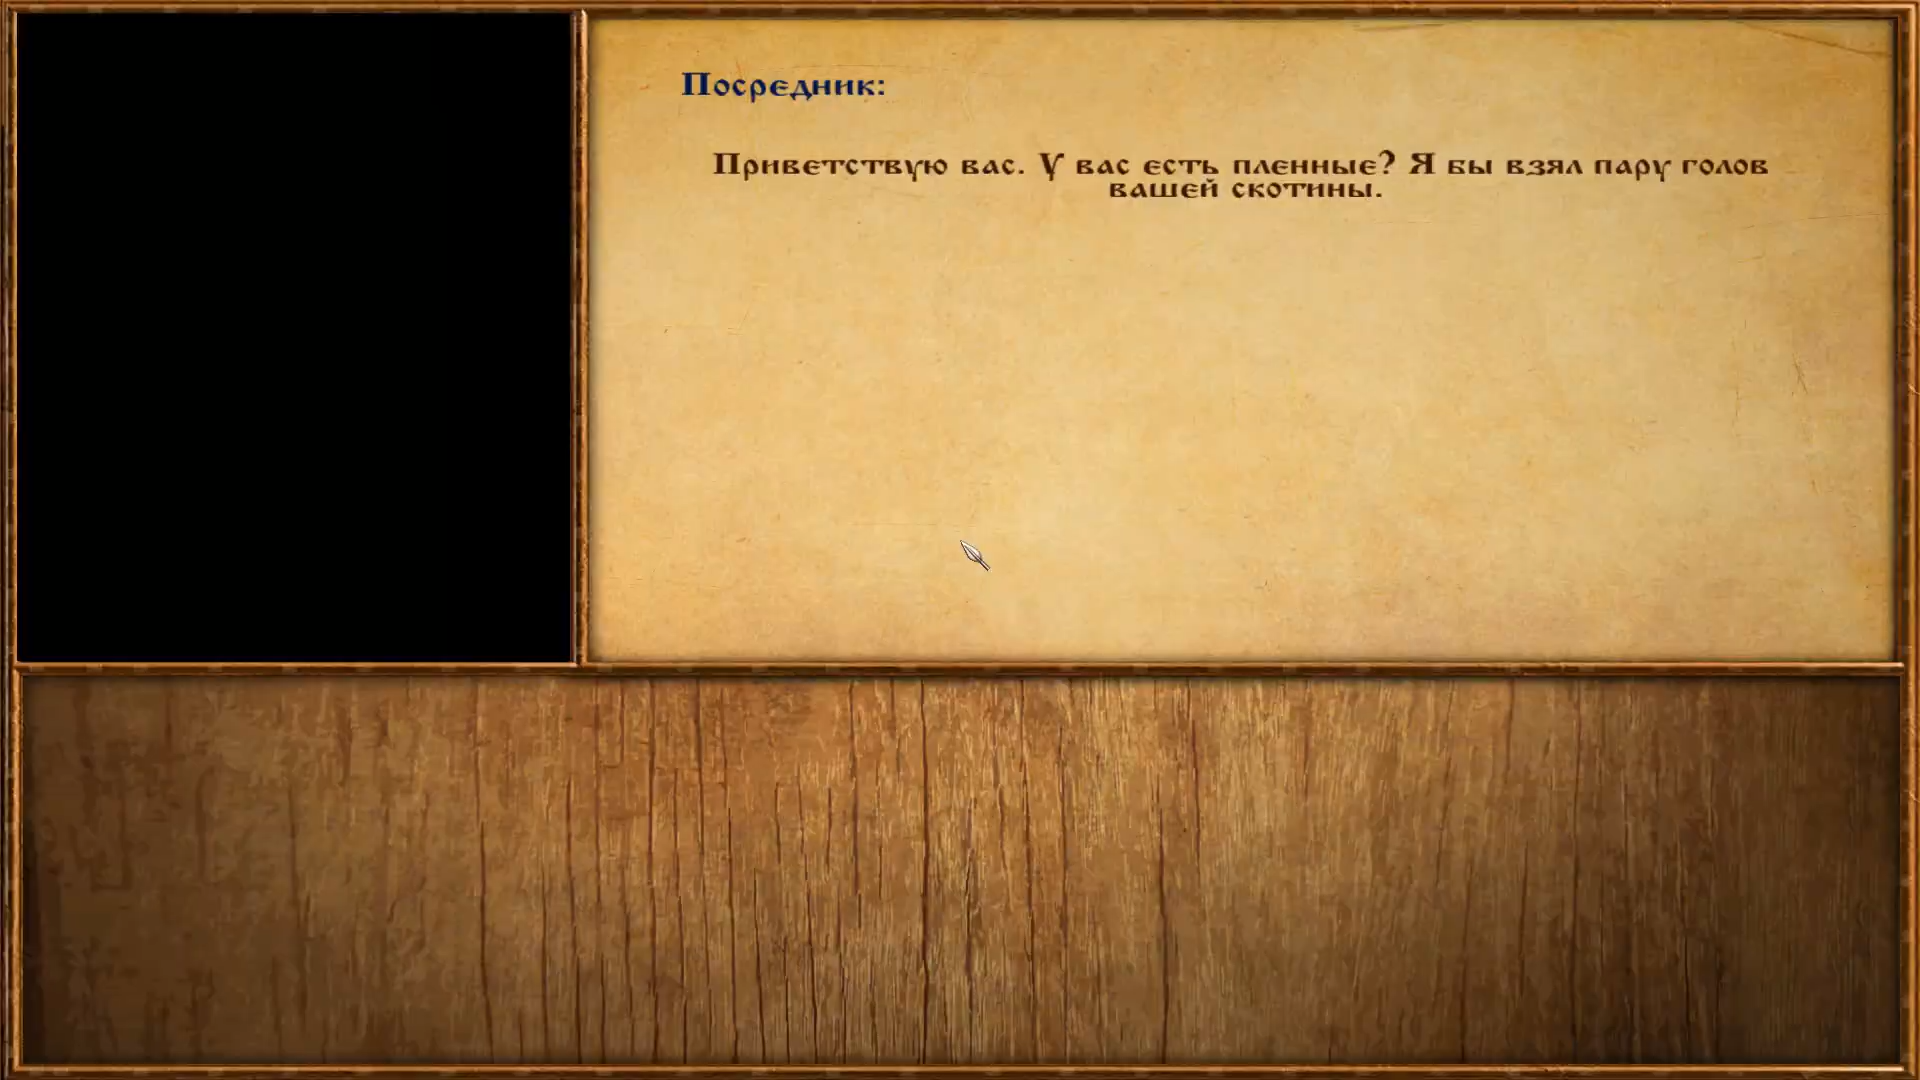 Посредник:
Приветствую вас. У вас есть пленные? Я бы взял пару голов
вашей скотины.